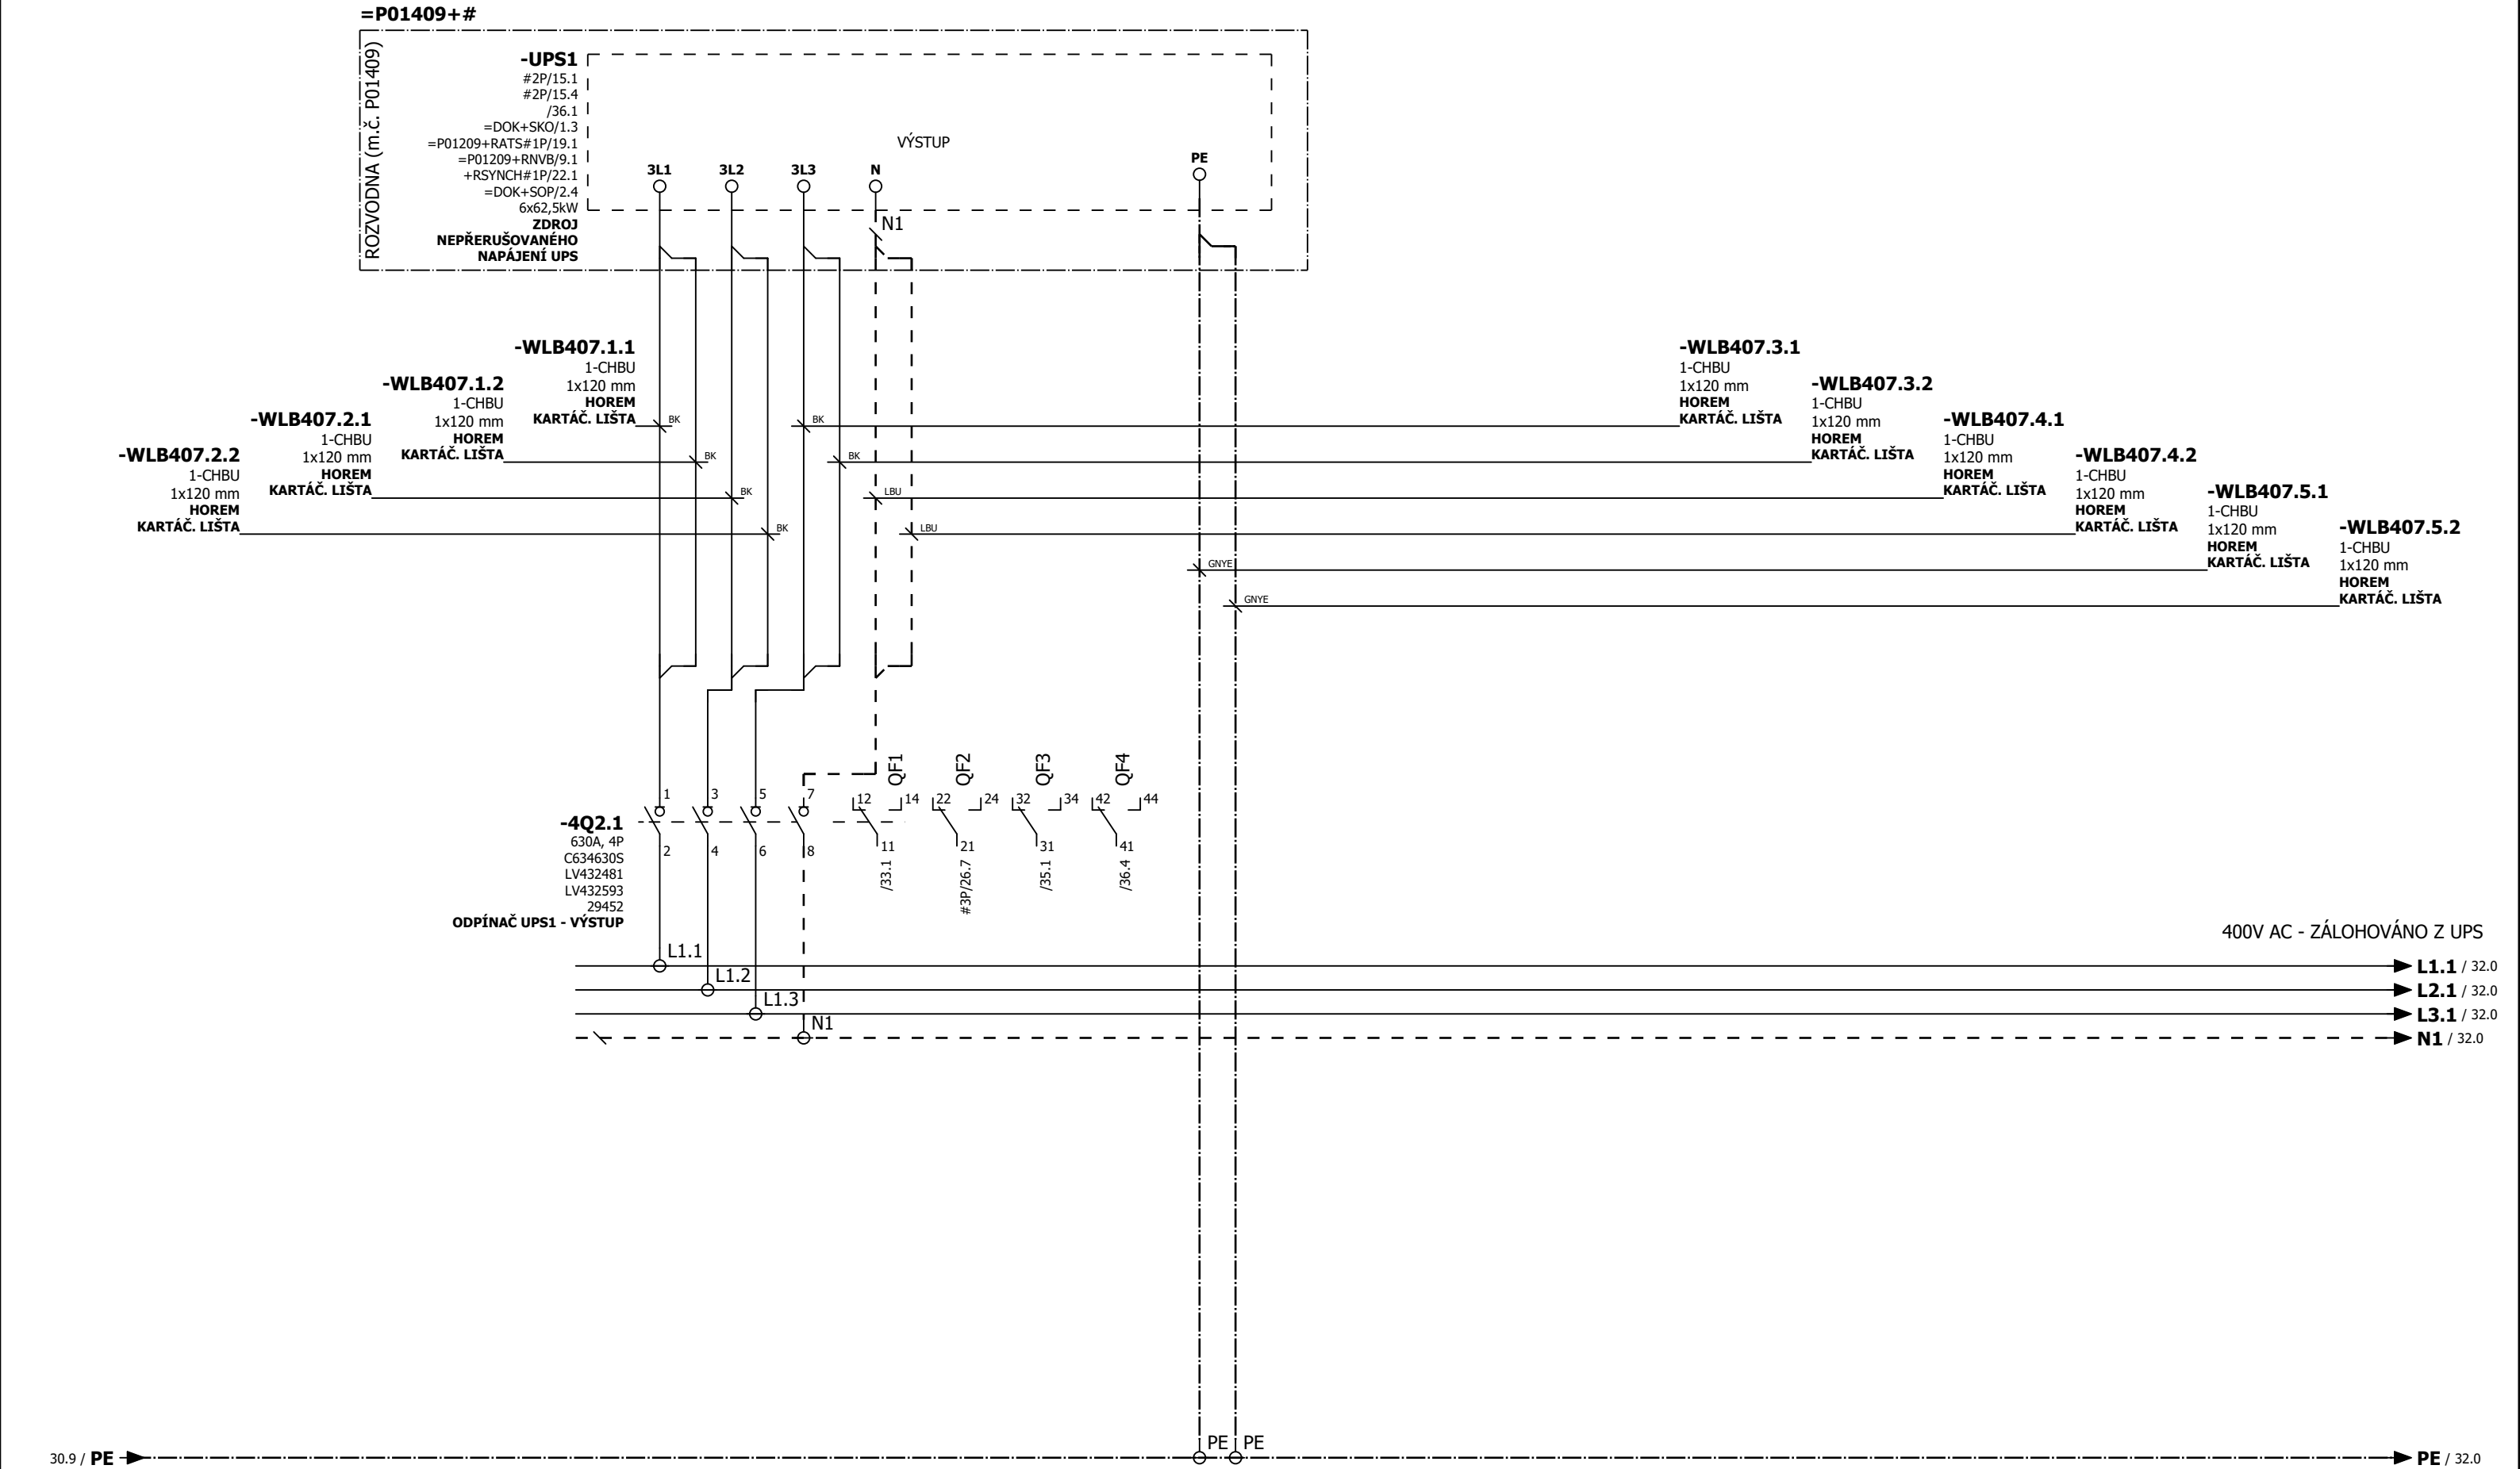 =P01409+#
ROZVODNA (m.č. P01409)
-UPS1
#2P/15.1
#2P/15.4
/36.1
=DOK+SKO/1.3
=P01209+RATS#1P/19.1
=P01209+RNVB/9.1
+RSYNCH#1P/22.1
=DOK+SOP/2.4
6x62,5kW
ZDROJ
NEPŘERUŠOVANÉHO
NAPÁJENÍ UPS
VÝSTUP
3L1 3L2 3L3 N PE
N1
-WLB407.1.1
1-CHBU
1x120 mm
HOREM
KARTÁČ. LIŠTA
-WLB407.1.2
1-CHBU
1x120 mm
HOREM
KARTÁČ. LIŠTA
-WLB407.2.1
1-CHBU
1x120 mm
HOREM
KARTÁČ. LIŠTA
-WLB407.2.2
1-CHBU
1x120 mm
HOREM
KARTÁČ. LIŠTA
BK
BK
BK
BK
BK
BK
LBU
LBU
GNYE
GNYE
-WLB407.3.1
1-CHBU
1x120 mm
HOREM
KARTÁČ. LIŠTA
-WLB407.3.2
1-CHBU
1x120 mm
HOREM
KARTÁČ. LIŠTA
-WLB407.4.1
1-CHBU
1x120 mm
HOREM
KARTÁČ. LIŠTA
-WLB407.4.2
1-CHBU
1x120 mm
HOREM
KARTÁČ. LIŠTA
-WLB407.5.1
1-CHBU
1x120 mm
HOREM
KARTÁČ. LIŠTA
-WLB407.5.2
1-CHBU
1x120 mm
HOREM
KARTÁČ. LIŠTA
QF1 QF2 QF3 QF4
1 3 5 7 12 14 22 24 32 34 42 44
2 4 6 8 11 21 31 41
/33.1 #3P/26.7 /35.1 /36.4
-4Q2.1
630A, 4P
C634630S
LV432481
LV432593
29452
ODPÍNAČ UPS1 - VÝSTUP
400V AC - ZÁLOHOVÁNO Z UPS
L1.1
L1.2
L1.3
N1
L1.1 / 32.0
L2.1 / 32.0
L3.1 / 32.0
N1 / 32.0
PE PE
30.9 / PE
PE / 32.0